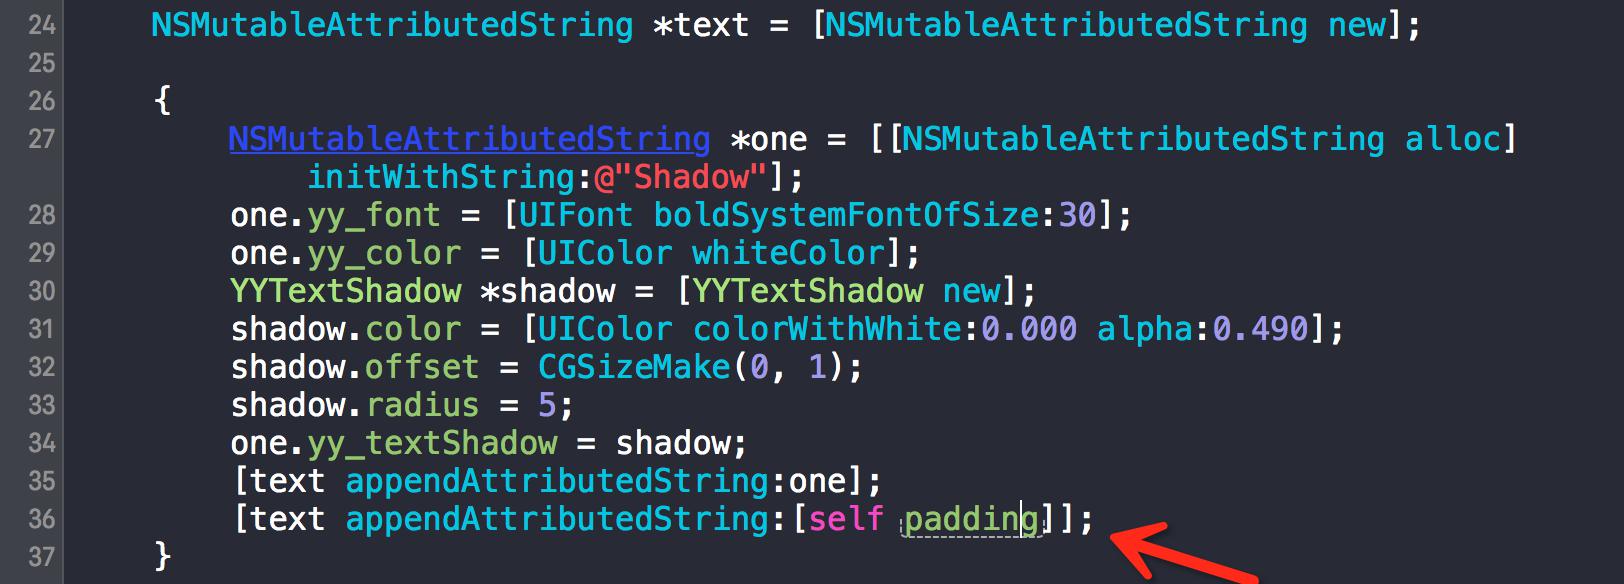 24 NSMutableAttributedString *text = [NSMutableAttributedString new];
25
26 {
27 NSMutableAttributedString *one = [[NSMutableAttributedString alloc]
initWithString:@"Shadow"];
28 one.yy_font = [UIFont boldSystemFontOfSize:30];
29 one.yy_color = [UIColor whiteColor];
30 YYTextShadow *shadow = [YYTextShadow new];
31 shadow.color = [UIColor colorWithWhite:0.000 alpha:0.490];
32 shadow.offset = CGSizeMake(0, 1);
33 shadow.radius = 5;
34 one.yy_textShadow = shadow;
35 [text appendAttributedString:one];
36 [text appendAttributedString:[self padding]];
37 }